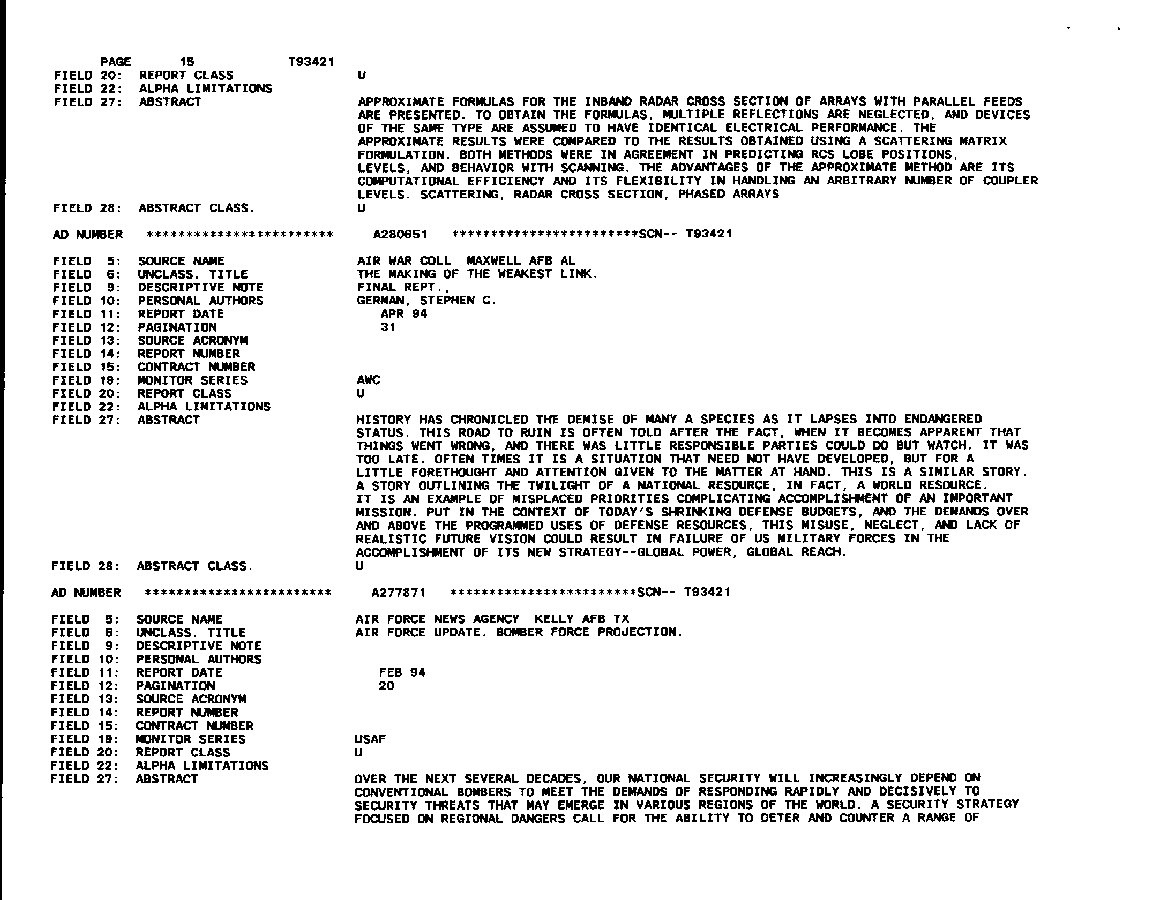 PAGE 15 T93421
FIELD 20: REPORT CLASS U
FIELD 22: ALPHA LIMITATIONS
FIELD 27: ABSTRACT APPROXIMATE FORMULAS FOR THE INBAND RADAR CROSS SECTION OF ARRAYS WITH PARALLEL FEEDS
ARE PRESENTED. TO OBTAIN THE FORMULAS, MULTIPLE REFLECTIONS ARE NEGLECTED, AND DEVICES
OF THE SAME TYPE ARE ASSUMED TO HAVE IDENTICAL ELECTRICAL PERFORMANCE. THE
APPROXIMATE RESULTS WERE COMPARED TO THE RESULTS OBTAINED USING A SCATTERING MATRIX
FORMULATION. BOTH METHODS WERE IN AGREEMENT IN PREDICTING RCS LOBE POSITIONS,
LEVELS, AND BEHAVIOR WITH SCANNING. THE ADVANTAGES OF THE APPROXIMATE METHOD ARE ITS
COMPUTATIONAL EFFICIENCY AND ITS FLEXIBILITY IN HANDLING AN ARBITRARY NUMBER OF COUPLER
LEVELS. SCATTERING, RADAR CROSS SECTION, PHASED ARRAYS
FIELD 28: ABSTRACT CLASS. U
AD NUMBER ************************ A280651 ************************SCN-- T93421
FIELD 5: SOURCE NAME AIR WAR COLL MAXWELL AFB AL
FIELD 6: UNCLASS. TITLE THE MAKING OF THE WEAKEST LINK.
FIELD 9: DESCRIPTIVE NOTE FINAL REPT.,
FIELD 10: PERSONAL AUTHORS GERMAN, STEPHEN C.
FIELD 11: REPORT DATE APR 94
FIELD 12: PAGINATION 31
FIELD 13: SOURCE ACRONYM
FIELD 14: REPORT NUMBER
FIELD 15: CONTRACT NUMBER
FIELD 19: MONITOR SERIES AWC
FIELD 20: REPORT CLASS U
FIELD 22: ALPHA LIMITATIONS
FIELD 27: ABSTRACT HISTORY HAS CHRONICLED THE DEMISE OF MANY A SPECIES AS IT LAPSES INTO ENDANGERED
STATUS. THIS ROAD TO RUIN IS OFTEN TOLD AFTER THE FACT, WHEN IT BECOMES APPARENT THAT
THINGS WENT WRONG, AND THERE WAS LITTLE RESPONSIBLE PARTIES COULD DO BUT WATCH. IT WAS
TOO LATE. OFTEN TIMES IT IS A SITUATION THAT NEED NOT HAVE DEVELOPED, BUT FOR A
LITTLE FORETHOUGHT AND ATTENTION GIVEN TO THE MATTER AT HAND. THIS IS A SIMILAR STORY.
A STORY OUTLINING THE TWILIGHT OF A NATIONAL RESOURCE, IN FACT, A WORLD RESOURCE.
IT IS AN EXAMPLE OF MISPLACED PRIORITIES COMPLICATING ACCOMPLISHMENT OF AN IMPORTANT
MISSION. PUT IN THE CONTEXT OF TODAY'S SHRINKING DEFENSE BUDGETS, AND THE DEMANDS OVER
AND ABOVE THE PROGRAMMED USES OF DEFENSE RESOURCES, THIS MISUSE, NEGLECT, AND LACK OF
REALISTIC FUTURE VISION COULD RESULT IN FAILURE OF US MILITARY FORCES IN THE
ACCOMPLISHMENT OF ITS NEW STRATEGY--GLOBAL POWER, GLOBAL REACH.
FIELD 28: ABSTRACT CLASS. U
AD NUMBER ************************ A277871 ************************SCN-- T93421
FIELD 5: SOURCE NAME AIR FORCE NEWS AGENCY KELLY AFB TX
FIELD 6: UNCLASS. TITLE AIR FORCE UPDATE. BOMBER FORCE PROJECTION.
FIELD 9: DESCRIPTIVE NOTE
FIELD 10: PERSONAL AUTHORS
FIELD 11: REPORT DATE FEB 94
FIELD 12: PAGINATION 20
FIELD 13: SOURCE ACRONYM
FIELD 14: REPORT NUMBER
FIELD 15: CONTRACT NUMBER
FIELD 19: MONITOR SERIES USAF
FIELD 20: REPORT CLASS U
FIELD 22: ALPHA LIMITATIONS
FIELD 27: ABSTRACT OVER THE NEXT SEVERAL DECADES, OUR NATIONAL SECURITY WILL INCREASINGLY DEPEND ON
CONVENTIONAL BOMBERS TO MEET THE DEMANDS OF RESPONDING RAPIDLY AND DECISIVELY TO
SECURITY THREATS THAT MAY EMERGE IN VARIOUS REGIONS OF THE WORLD. A SECURITY STRATEGY
FOCUSED ON REGIONAL DANGERS CALL FOR THE ABILITY TO DETER AND COUNTER A RANGE OF